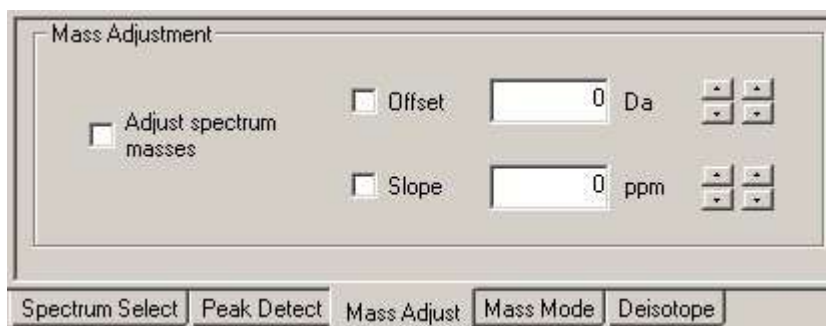 Mass Adjustment
Adjust spectrum
masses
Offset 0 Da
Slope 0 ppm
Spectrum Select Peak Detect Mass Adjust Mass Mode Deisotope